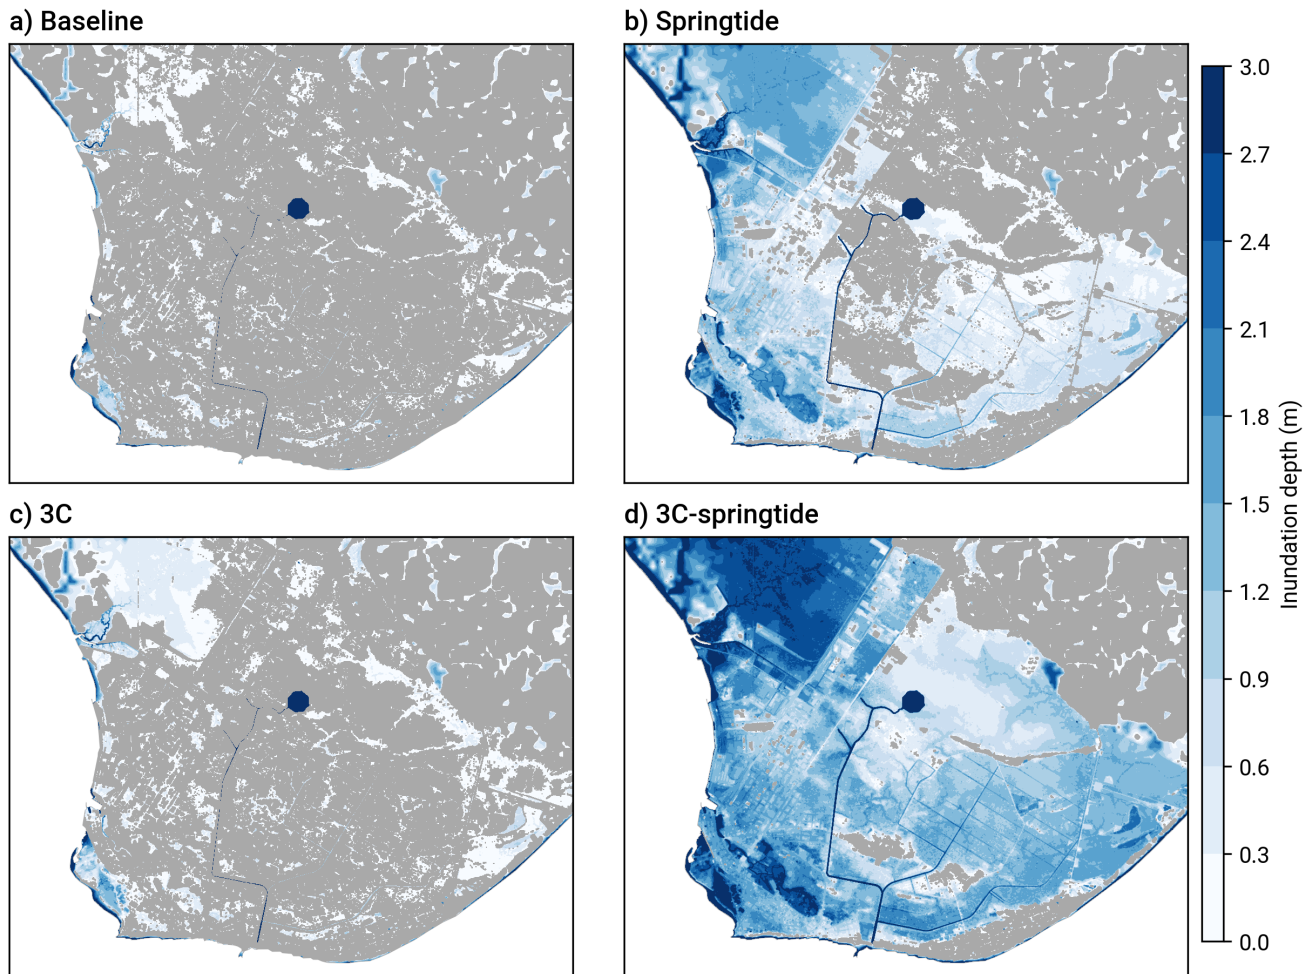 a) Baseline
b) Springtide
c) 3C
d) 3C-springtide
3.0
2.7
2.4
2.1
1.8
1.5
1.2
0.9
0.6
0.3
0.0
Inundation depth (m)